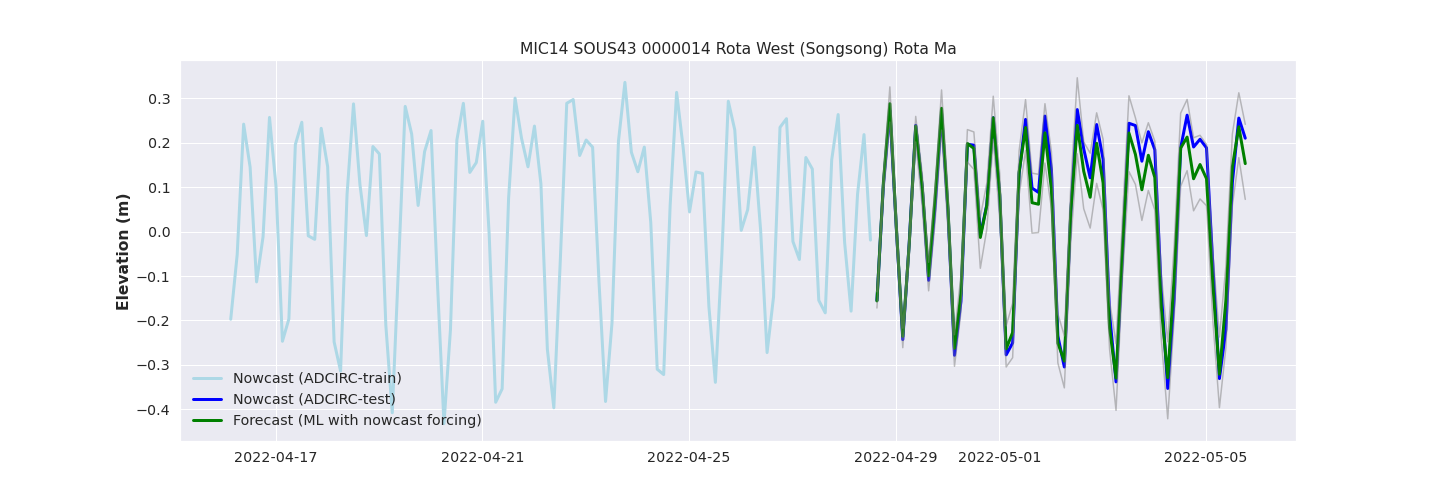 MIC14 SOUS43 0000014 Rota West (Songsong) Rota Ma
Elevation (m)
0.3
0.2
0.1
0.0
−0.1
−0.2
−0.3
−0.4
Nowcast (ADCIRC-train)
Nowcast (ADCIRC-test)
Forecast (ML with nowcast forcing)
2022-04-17
2022-04-21
2022-04-25
2022-04-29
2022-05-01
2022-05-05